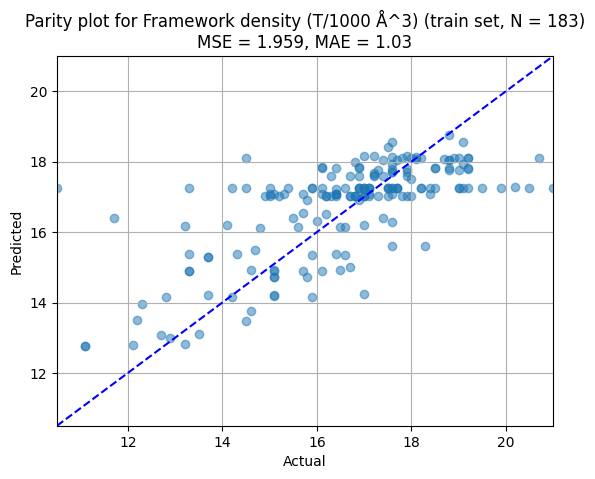 Parity plot for Framework density (T/1000 Å^3) (train set, N = 183)
MSE = 1.959, MAE = 1.03
20
18
16
14
12
Predicted
12 14 16 18 20
Actual